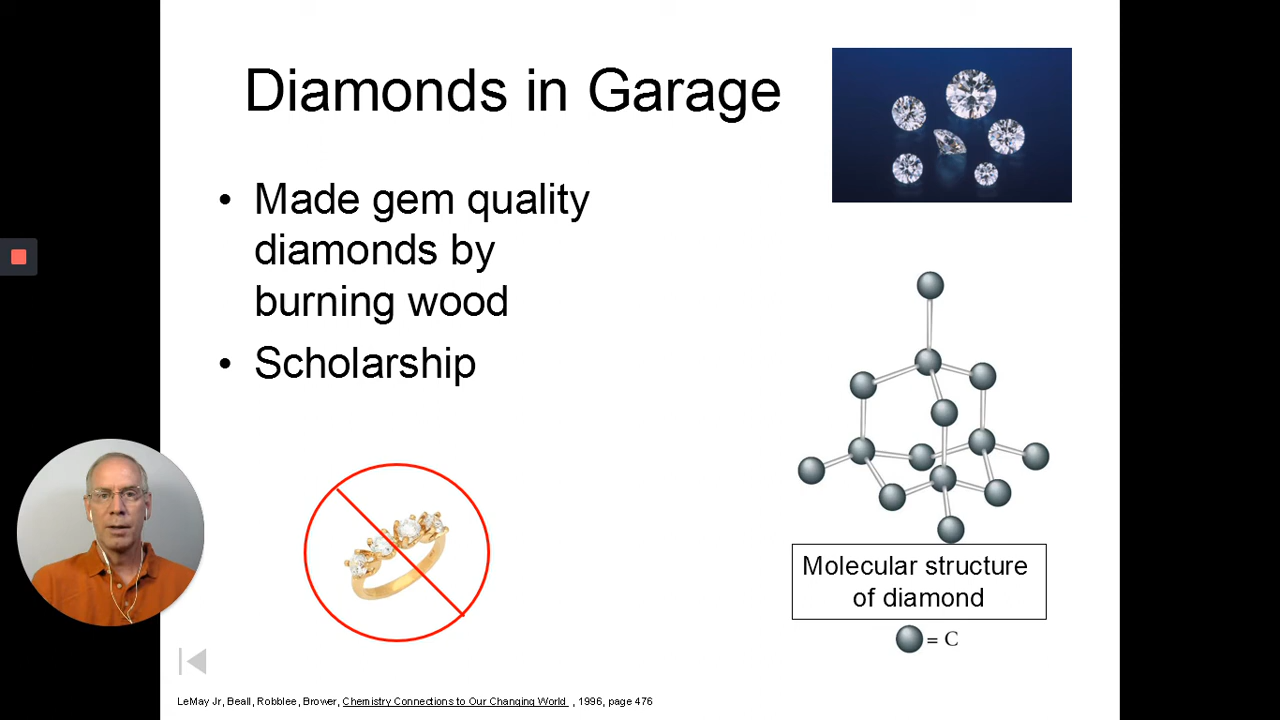 Diamonds in Garage
• Made gem quality
diamonds by
burning wood
• Scholarship
Molecular structure
of diamond
= C
LeMay Jr, Beall, Robblee, Brower, Chemistry Connections to Our Changing World , 1996, page 476